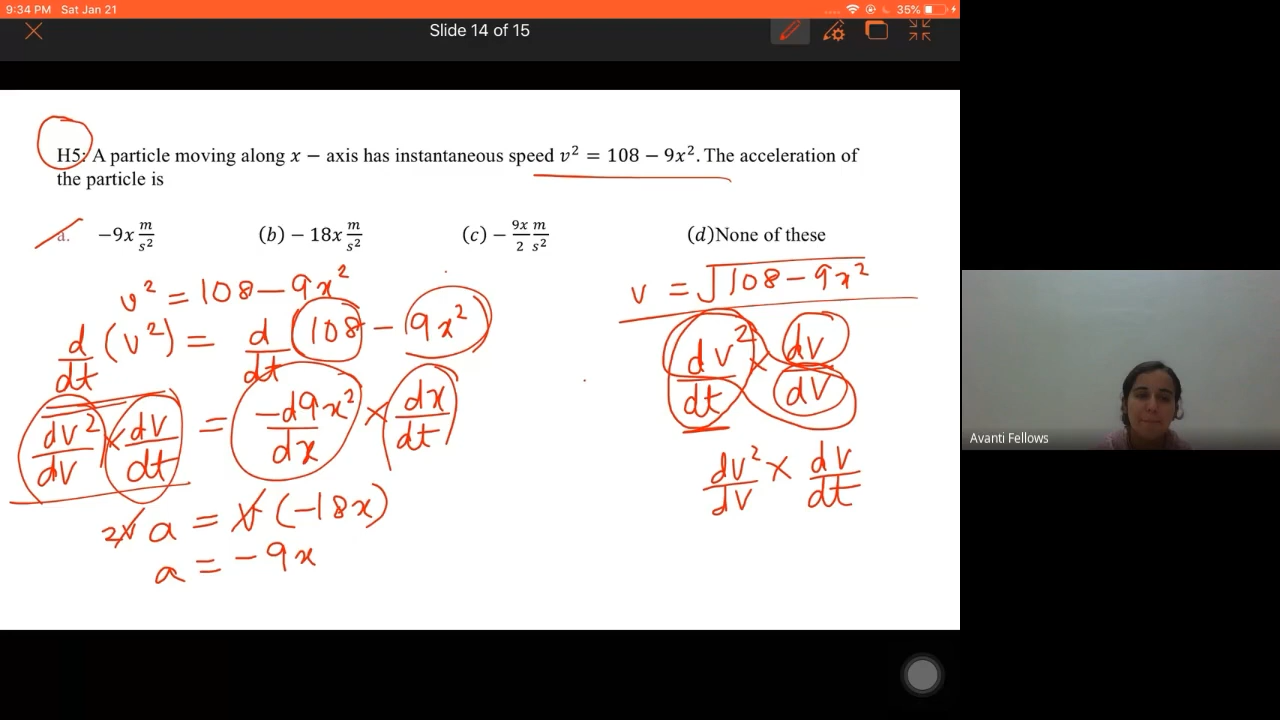 9:34 PM Sat Jan 21
35%
Slide 14 of 15
H5: A particle moving along x − axis has instantaneous speed v² = 108 − 9x². The acceleration of
the particle is
a. −9x m/s² (b) − 18x m/s² (c) − 9x/2 m/s² (d)None of these
v² = 108 − 9x²
d/dt (v²) = d/dt 108 − 9x²
dv²/dv × dv/dt = −d9x²/dx × dx/dt
2v a = v (−18x)
a = −9x
v = √108 − 9x²
dv²/dt × dv/dv
dv²/dv × dv/dt
Avanti Fellows